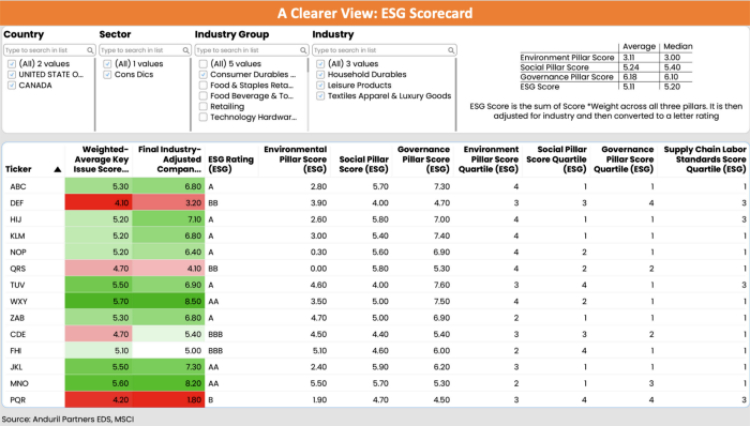 A Clearer View: ESG Scorecard
Country Sector Industry Group Industry
Type to search in list Type to search in list Type to search in list Type to search in list
(All) 2 values (All) 1 values (All) 5 values (All) 3 values
UNITED STATE O... Cons Dics Consumer Durables ... Household Durables
CANADA Food & Staples Reta... Leisure Products
Food Beverage & To... Textiles Apparel & Luxury Goods
Retailing
Technology Hardwar...
Average Median
Environment Pillar Score 3.11 3.00
Social Pillar Score 5.24 5.40
Governance Pillar Score 6.18 6.10
ESG Score 5.11 5.20
ESG Score is the sum of Score *Weight across all three pillars. It is then
adjusted for industry and then converted to a letter rating
Weighted- Final Industry- Environmental Governance Environment Social Pillar Governance Supply Chain Labor
Average Key Adjusted ESG Rating Pillar Score Social Pillar Pillar Score Pillar Score Score Quartile Pillar Score Standards Score
Ticker Issue Score... Compan... (ESG) (ESG) Score (ESG) (ESG) Quartile (ESG) (ESG) Quartile (ESG) Quartile (ESG)
ABC 5.30 6.80 A 2.80 5.70 7.30 4 1 1 1
DEF 4.10 3.20 BB 3.90 4.00 4.70 3 3 4 3
HIJ 5.20 7.10 A 2.60 5.80 7.00 4 1 1 3
KLM 5.20 6.80 A 3.00 5.40 7.40 4 1 1 1
NOP 5.20 6.40 A 0.30 5.60 6.90 4 2 1 1
QRS 4.70 4.10 BB 0.00 5.80 5.30 4 2 2 1
TUV 5.50 6.90 A 4.60 4.00 7.60 3 4 1 3
WXY 5.70 8.50 AA 3.50 5.00 7.50 4 2 1 1
ZAB 5.30 6.80 A 4.70 5.00 6.90 2 1 1 1
CDE 4.70 5.40 BBB 4.50 4.40 5.40 3 3 2 1
FHI 5.10 5.00 BBB 5.10 4.60 6.00 2 4 1 1
JKL 5.50 7.30 AA 2.40 5.90 6.20 3 1 1 1
MNO 5.60 8.20 AA 5.50 5.70 5.30 2 1 3 1
PQR 4.20 1.80 B 1.90 4.70 4.50 3 4 4 3
Source: Anduril Partners EDS, MSCI